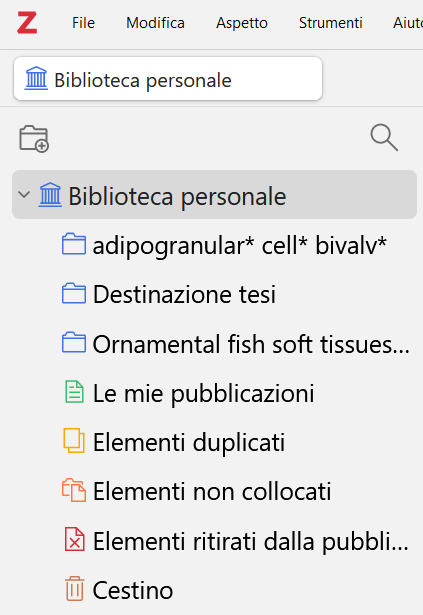 Z
File Modifica Aspetto Strumenti Aiuto
Biblioteca personale
Biblioteca personale
adipogranular* cell* bivalv*
Destinazione tesi
Ornamental fish soft tissues...
Le mie pubblicazioni
Elementi duplicati
Elementi non collocati
Elementi ritirati dalla pubbli...
Cestino